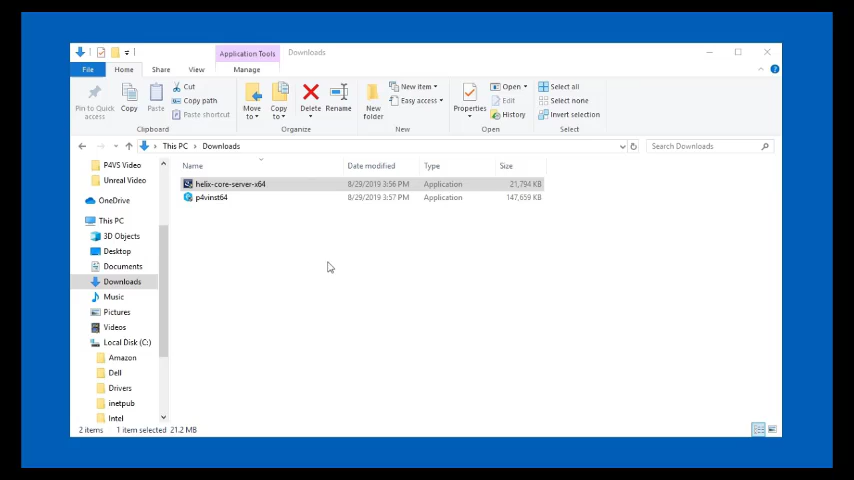 Application Tools
Downloads
File
Home
Share
View
Manage
Pin to Quick access
Copy
Paste
Cut
Copy path
Paste shortcut
Clipboard
Move to
Copy to
Delete
Rename
Organize
New folder
New item
Easy access
New
Properties
Open
Edit
History
Open
Select all
Select none
Invert selection
Select
This PC > Downloads
Search Downloads
Name
Date modified
Type
Size
helix-core-server-x64 8/29/2019 3:56 PM Application 21,794 KB
p4vinst64 8/29/2019 3:57 PM Application 147,659 KB
P4VS Video
Unreal Video
OneDrive
This PC
3D Objects
Desktop
Documents
Downloads
Music
Pictures
Videos
Local Disk (C:)
Amazon
Dell
Drivers
inetpub
Intel
2 items 1 item selected 21.2 MB